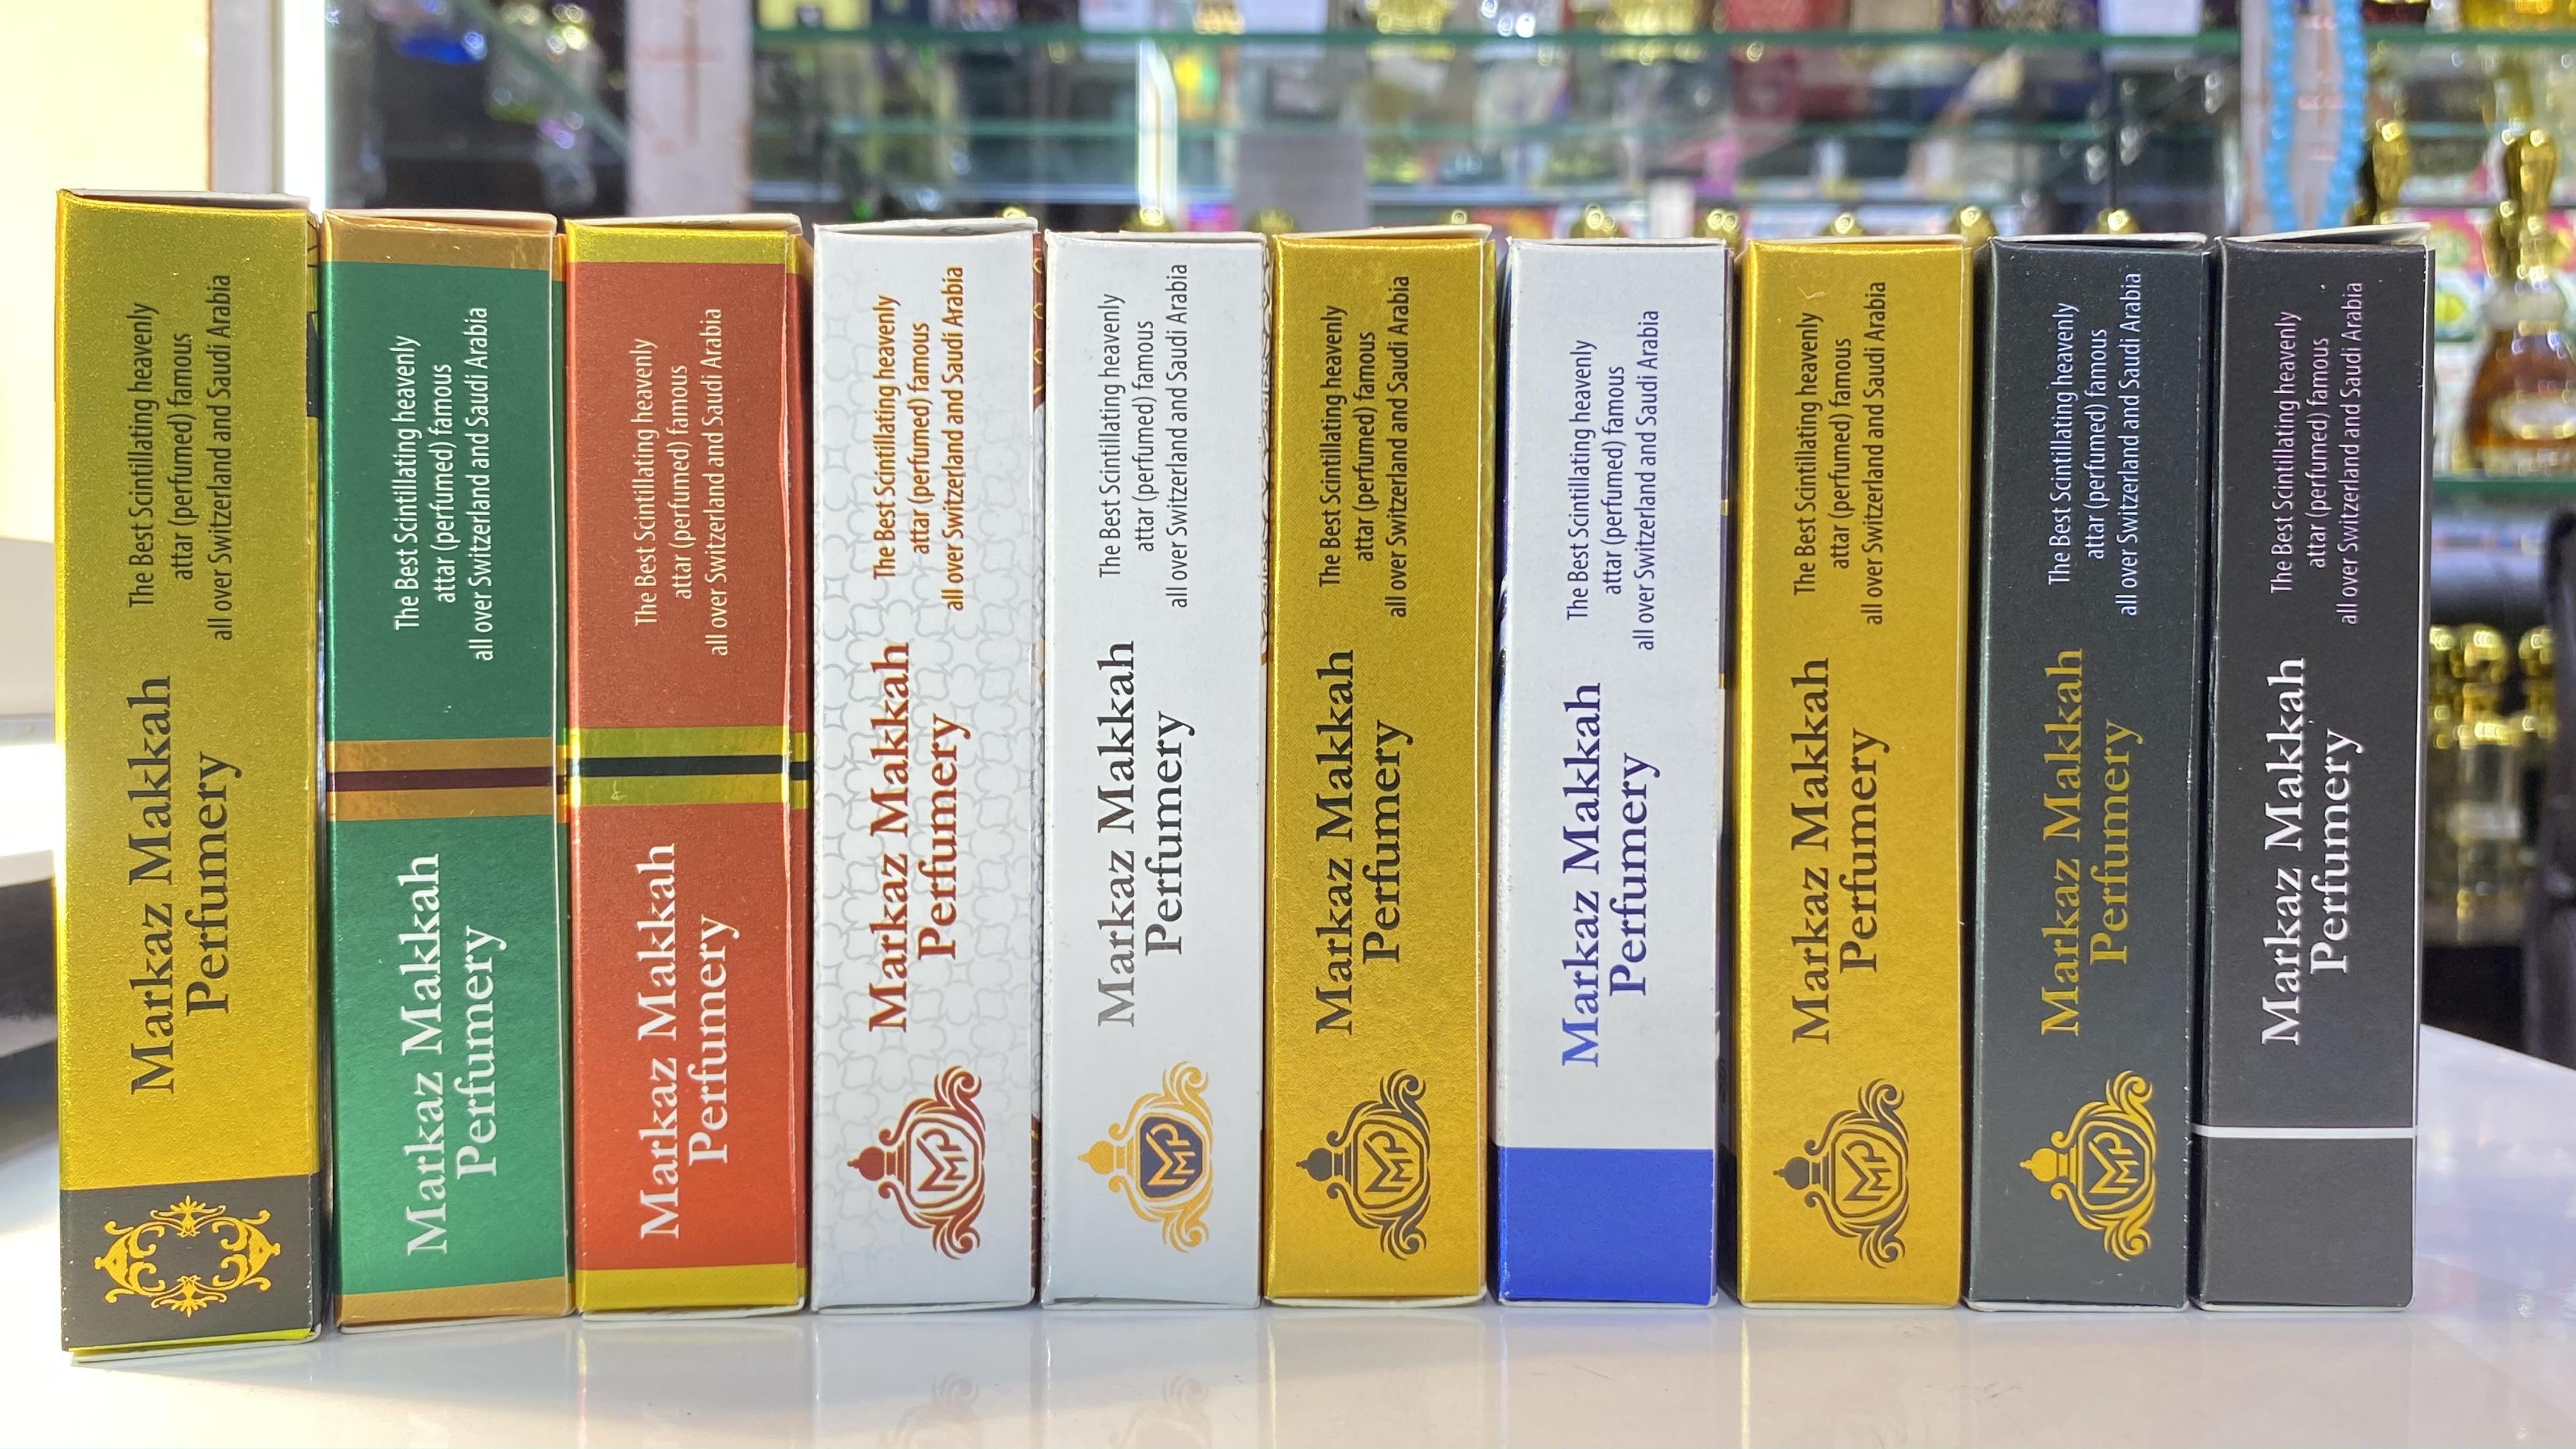 Markaz Makkah
Perfumery
The Best Scintillating heavenly
attar (perfumed) famous
all over Switzerland and Saudi Arabia
Markaz Makkah
Perfumery
The Best Scintillating heavenly
attar (perfumed) famous
all over Switzerland and Saudi Arabia
Markaz Makkah
Perfumery
The Best Scintillating heavenly
attar (perfumed) famous
all over Switzerland and Saudi Arabia
MMP
Markaz Makkah
Perfumery
The Best Scintillating heavenly
attar (perfumed) famous
all over Switzerland and Saudi Arabia
MMP
Markaz Makkah
Perfumery
The Best Scintillating heavenly
attar (perfumed) famous
all over Switzerland and Saudi Arabia
MMP
Markaz Makkah
Perfumery
The Best Scintillating heavenly
attar (perfumed) famous
all over Switzerland and Saudi Arabia
Markaz Makkah
Perfumery
The Best Scintillating heavenly
attar (perfumed) famous
all over Switzerland and Saudi Arabia
MMP
Markaz Makkah
Perfumery
The Best Scintillating heavenly
attar (perfumed) famous
all over Switzerland and Saudi Arabia
MMP
Markaz Makkah
Perfumery
The Best Scintillating heavenly
attar (perfumed) famous
all over Switzerland and Saudi Arabia
Markaz Makkah
Perfumery
The Best Scintillating heavenly
attar (perfumed) famous
all over Switzerland and Saudi Arabia